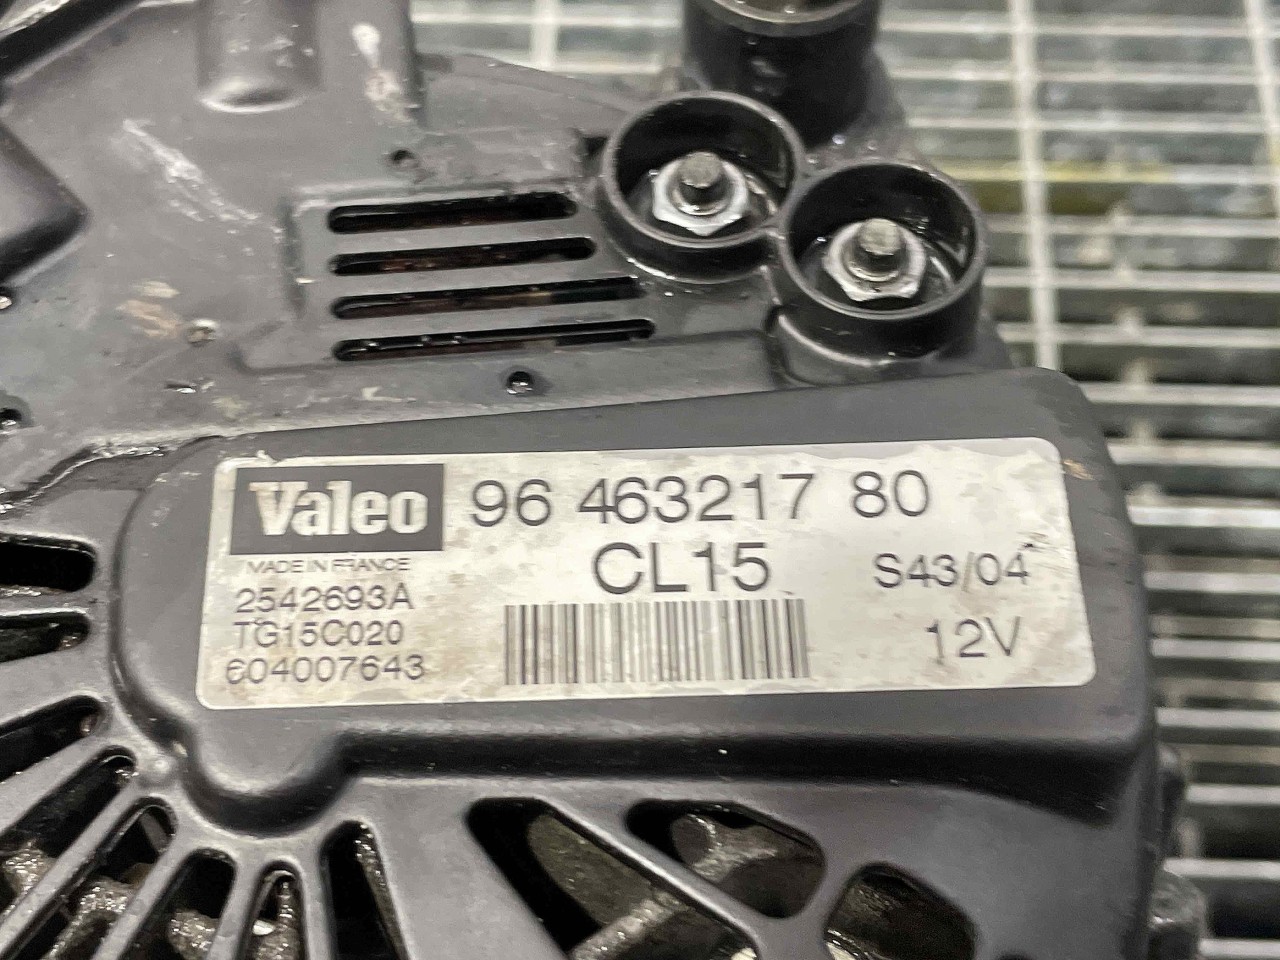 Valeo 96 463217 80
MADE IN FRANCE
CL15 S43/04
2542693A
TG15C020 12V
604007643